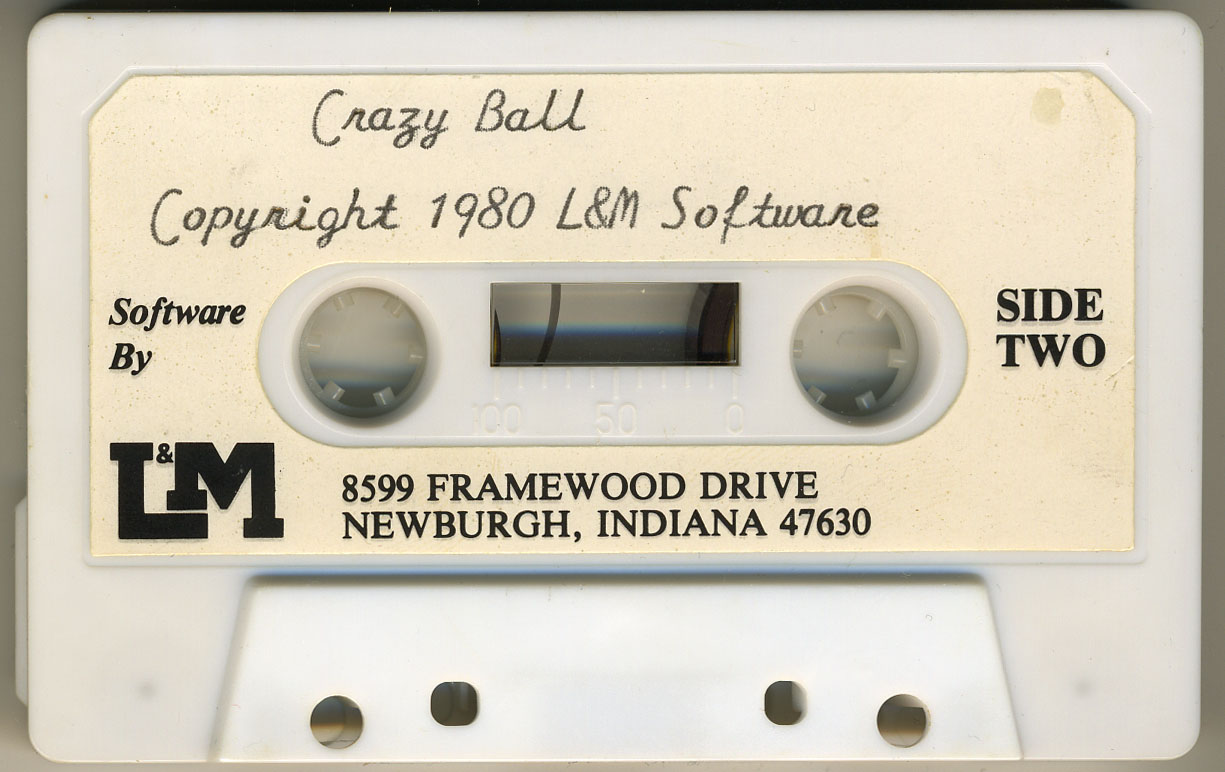 Crazy Ball
Copyright 1980 L&M Software
Software
By
SIDE
TWO
100 50 0
L&M
8599 FRAMEWOOD DRIVE
NEWBURGH, INDIANA 47630